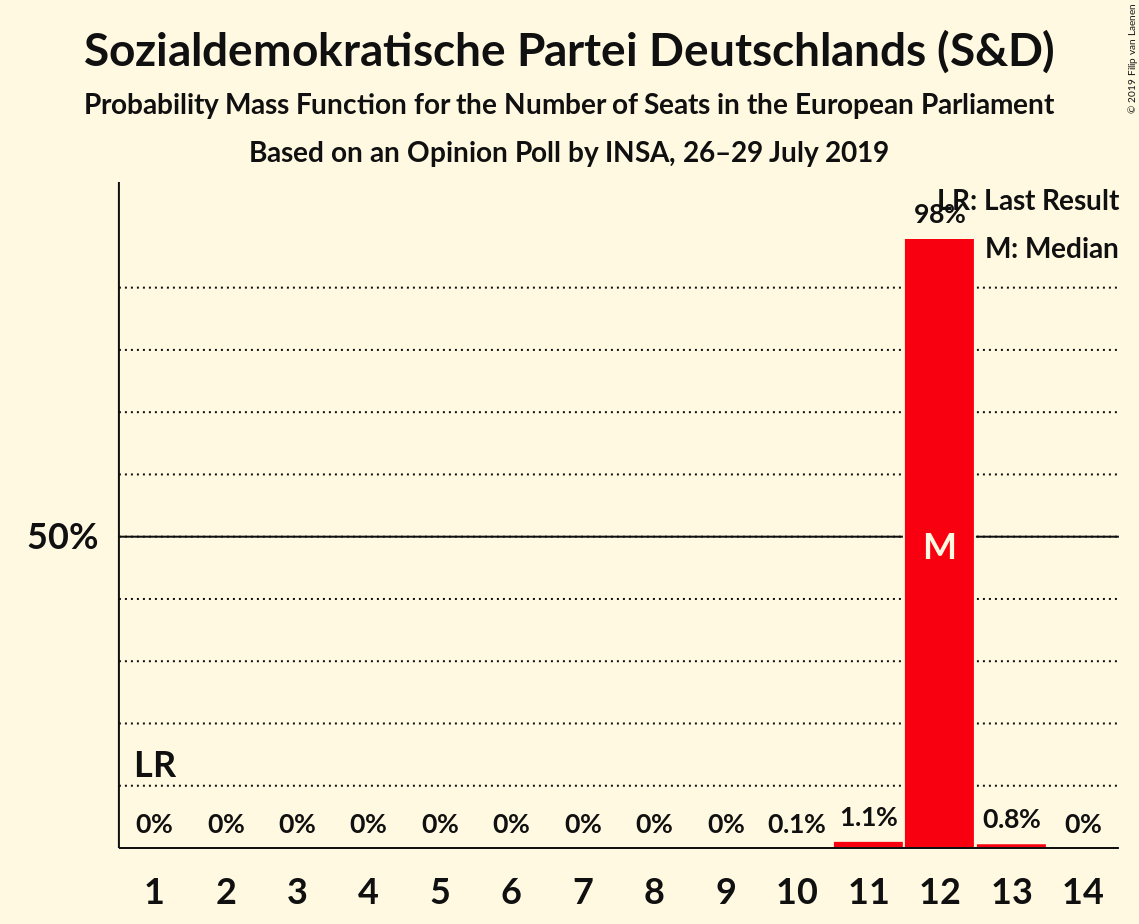 Sozialdemokratische Partei Deutschlands (S&D)
Probability Mass Function for the Number of Seats in the European Parliament
Based on an Opinion Poll by INSA, 26–29 July 2019
© 2019 Filip van Laenen
LR: Last Result
98%
M: Median
50%
M
LR
0% 0% 0% 0% 0% 0% 0% 0% 0% 0.1% 1.1% 0.8% 0%
1 2 3 4 5 6 7 8 9 10 11 12 13 14